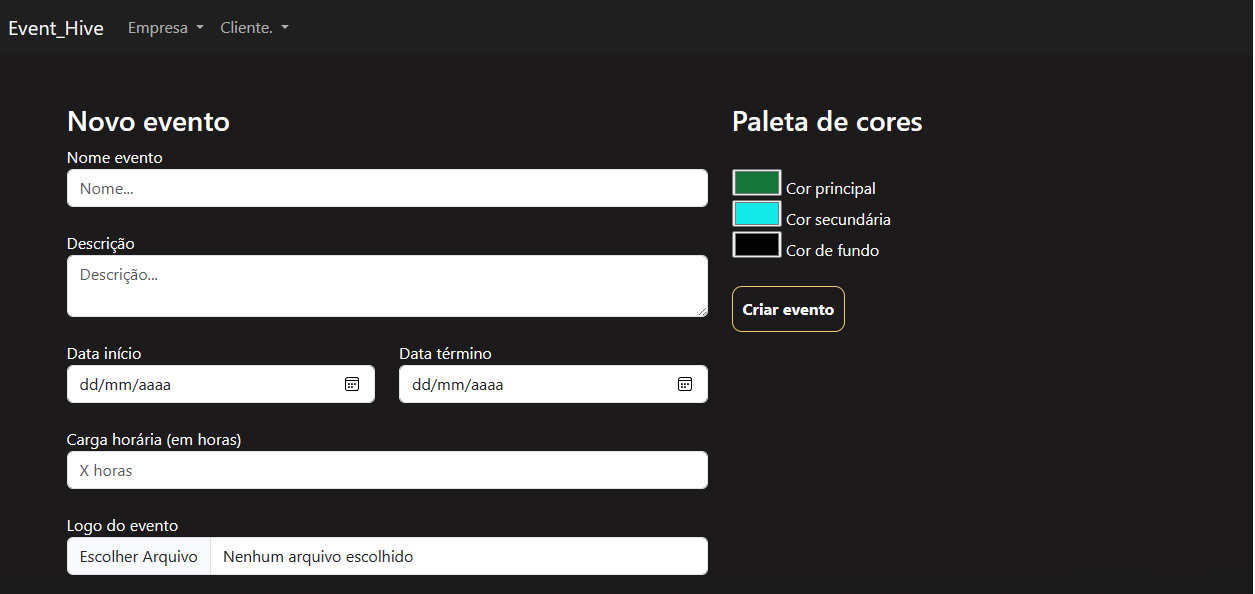 Event_Hive Empresa Cliente.
Novo evento
Nome evento
Nome...
Descrição
Descrição...
Data início Data término
dd/mm/aaaa dd/mm/aaaa
Carga horária (em horas)
X horas
Logo do evento
Escolher Arquivo Nenhum arquivo escolhido
Paleta de cores
Cor principal
Cor secundária
Cor de fundo
Criar evento